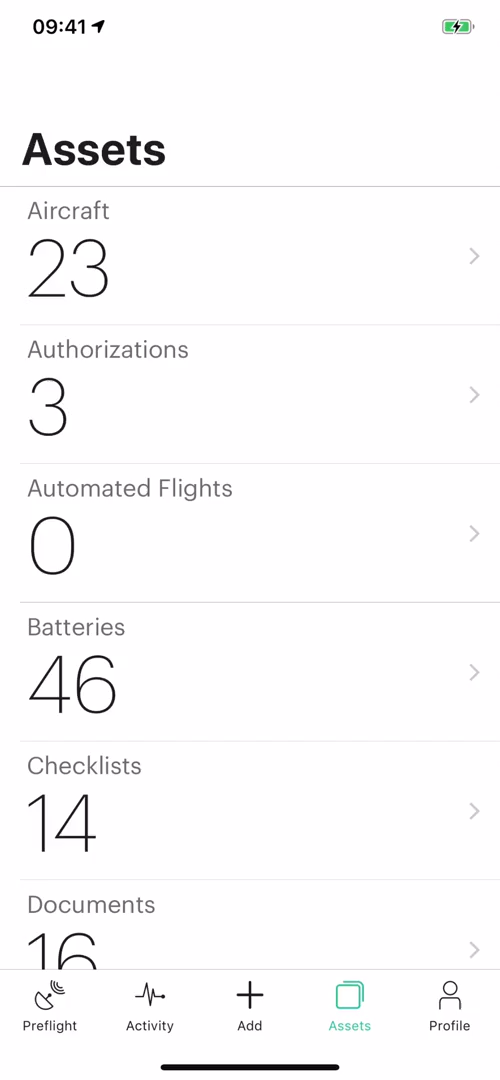 09:41
Assets
Aircraft
23
Authorizations
3
Automated Flights
0
Batteries
46
Checklists
14
Documents
16
Preflight
Activity
Add
Assets
Profile